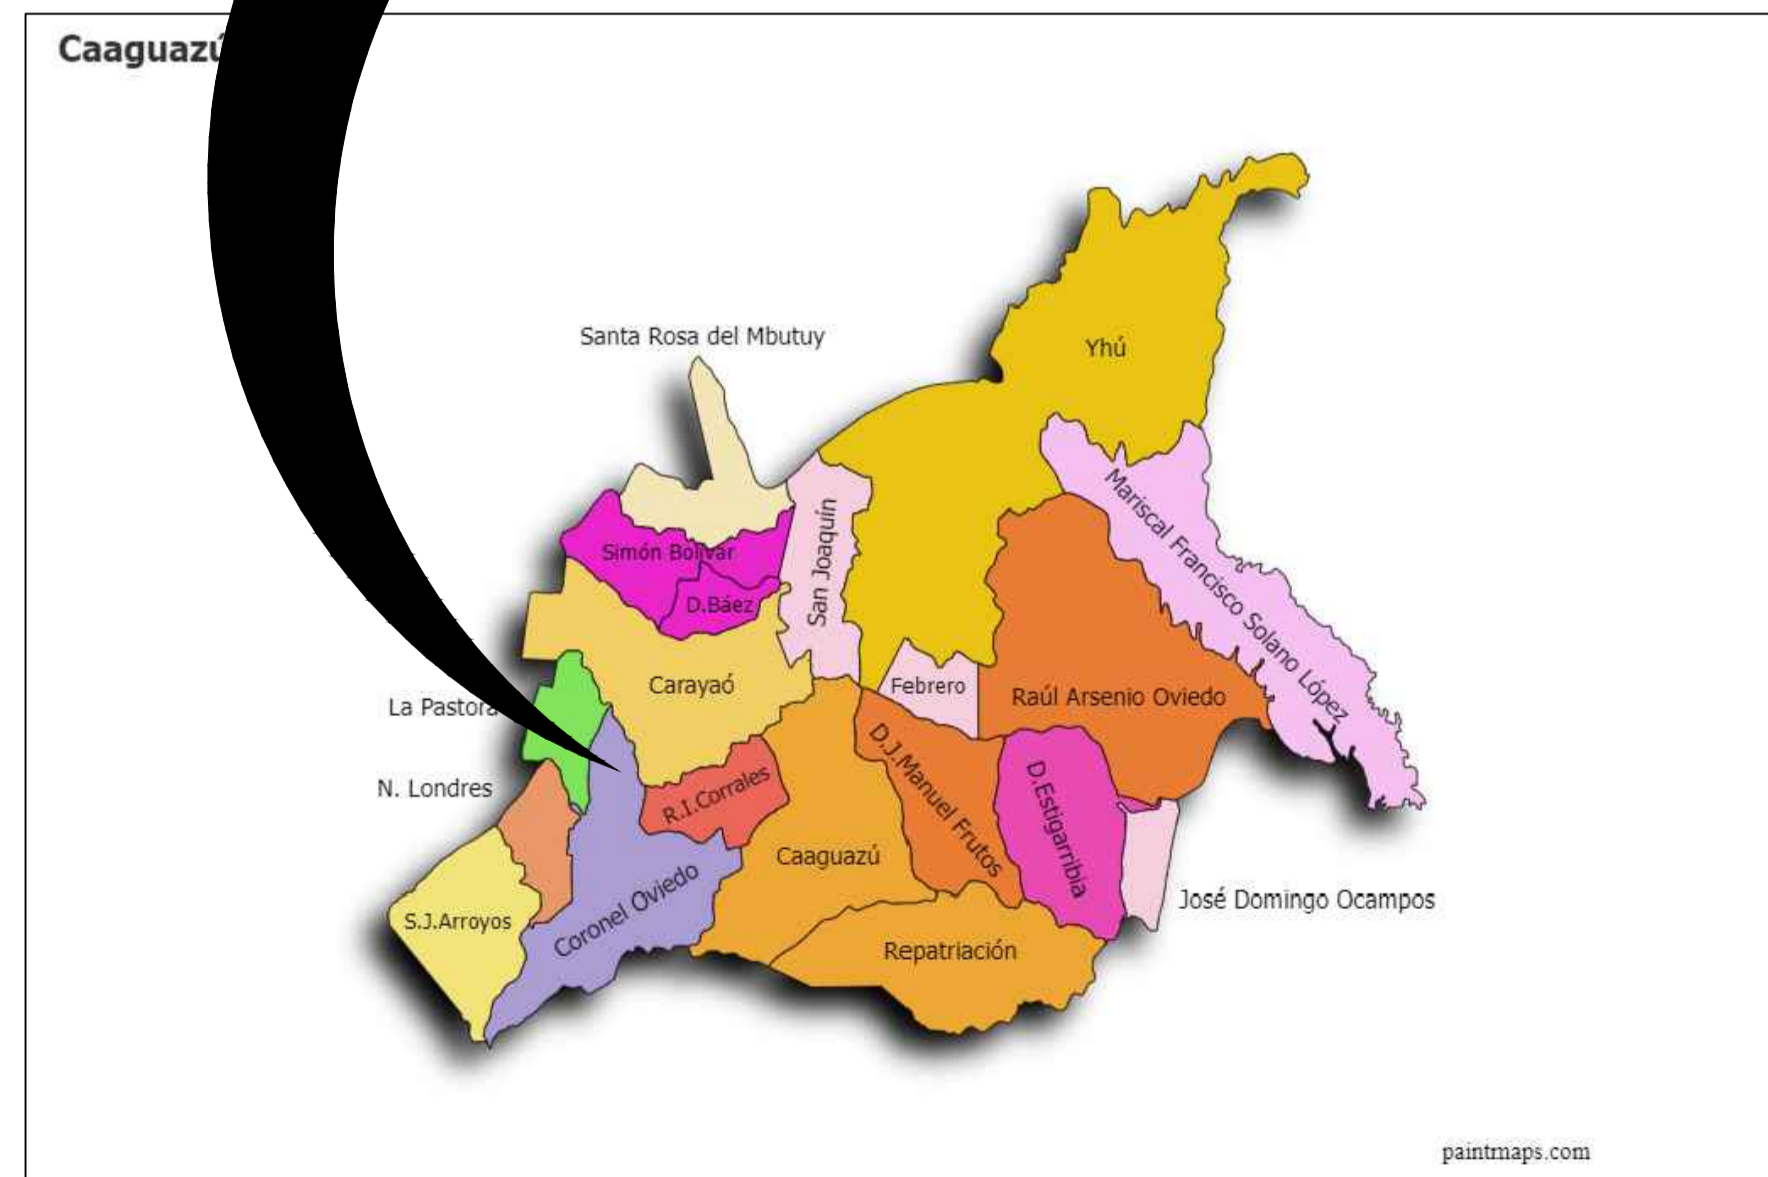 Caaguazú
Santa Rosa del Mbutuy
Yhú
Mariscal Francisco Solano López
San Joaquín
Simón Bolívar
D.Báez
Carayaó
Febrero
Raúl Arsenio Oviedo
La Pastora
D.J.Manuel Frutos
N. Londres
R.I.Corrales
D.Estigarribia
Caaguazú
José Domingo Ocampos
S.J.Arroyos
Coronel Oviedo
Repatriación
paintmaps.com